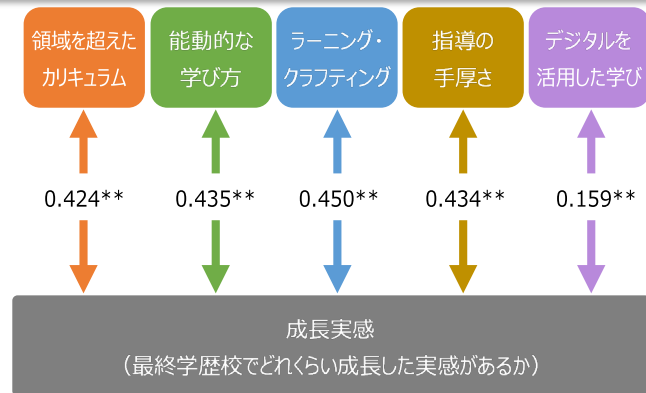 領域を超えた
カリキュラム
能動的な
学び方
ラーニング・
クラフティング
指導の
手厚さ
デジタルを
活用した学び
0.424** 0.435** 0.450** 0.434** 0.159**
成長実感
（最終学歴校でどれくらい成長した実感があるか）